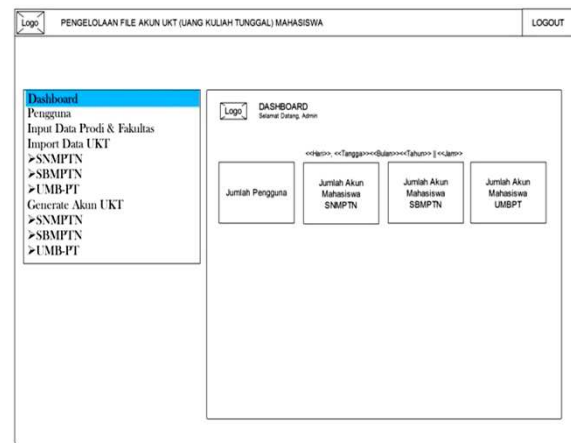 Logo PENGELOLAAN FILE AKUN UKT (UANG KULIAH TUNGGAL) MAHASISWA LOGOUT
Dashboard
Pengguna
Input Data Prodi & Fakultas
Import Data UKT
➢SNMPTN
➢SBMPTN
➢UMB-PT
Generate Akun UKT
➢SNMPTN
➢SBMPTN
➢UMB-PT
Logo DASHBOARD
Selamat Datang, Admin
<<Hari>>, <<Tangga>><<Bulan>><<Tahun>> || <<Jam>>
Jumlah Pengguna
Jumlah Akun
Mahasiswa
SNMPTN
Jumlah Akun
Mahasiswa
SBMPTN
Jumlah Akun
Mahasiswa
UMBPT